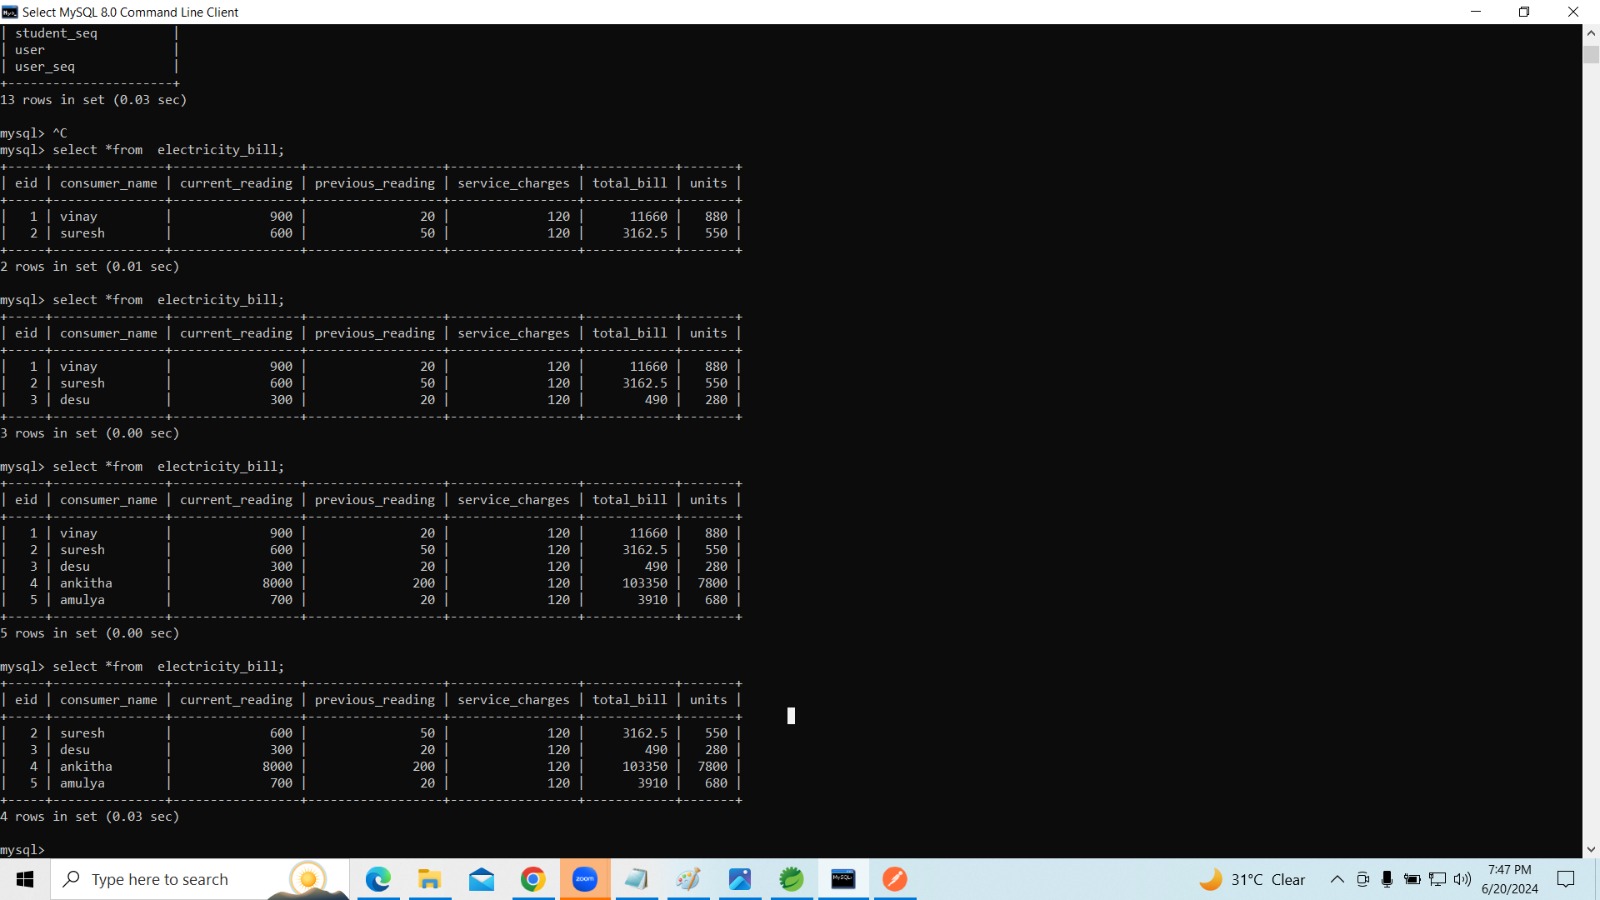 Select MySQL 8.0 Command Line Client
| student_seq          |
| user                 |
| user_seq             |
+----------------------+
13 rows in set (0.03 sec)
mysql> ^C
mysql> select *from  electricity_bill;
+-----+---------------+-----------------+------------------+-----------------+------------+-------+
| eid | consumer_name | current_reading | previous_reading | service_charges | total_bill | units |
+-----+---------------+-----------------+------------------+-----------------+------------+-------+
|   1 | vinay         |             900 |               20 |             120 |      11660 |   880 |
|   2 | suresh        |             600 |               50 |             120 |     3162.5 |   550 |
+-----+---------------+-----------------+------------------+-----------------+------------+-------+
2 rows in set (0.01 sec)
mysql> select *from  electricity_bill;
+-----+---------------+-----------------+------------------+-----------------+------------+-------+
| eid | consumer_name | current_reading | previous_reading | service_charges | total_bill | units |
+-----+---------------+-----------------+------------------+-----------------+------------+-------+
|   1 | vinay         |             900 |               20 |             120 |      11660 |   880 |
|   2 | suresh        |             600 |               50 |             120 |     3162.5 |   550 |
|   3 | desu          |             300 |               20 |             120 |        490 |   280 |
+-----+---------------+-----------------+------------------+-----------------+------------+-------+
3 rows in set (0.00 sec)
mysql> select *from  electricity_bill;
+-----+---------------+-----------------+------------------+-----------------+------------+-------+
| eid | consumer_name | current_reading | previous_reading | service_charges | total_bill | units |
+-----+---------------+-----------------+------------------+-----------------+------------+-------+
|   1 | vinay         |             900 |               20 |             120 |      11660 |   880 |
|   2 | suresh        |             600 |               50 |             120 |     3162.5 |   550 |
|   3 | desu          |             300 |               20 |             120 |        490 |   280 |
|   4 | ankitha       |            8000 |              200 |             120 |     103350 |  7800 |
|   5 | amulya        |             700 |               20 |             120 |       3910 |   680 |
+-----+---------------+-----------------+------------------+-----------------+------------+-------+
5 rows in set (0.00 sec)
mysql> select *from  electricity_bill;
+-----+---------------+-----------------+------------------+-----------------+------------+-------+
| eid | consumer_name | current_reading | previous_reading | service_charges | total_bill | units |
+-----+---------------+-----------------+------------------+-----------------+------------+-------+
|   2 | suresh        |             600 |               50 |             120 |     3162.5 |   550 |
|   3 | desu          |             300 |               20 |             120 |        490 |   280 |
|   4 | ankitha       |            8000 |              200 |             120 |     103350 |  7800 |
|   5 | amulya        |             700 |               20 |             120 |       3910 |   680 |
+-----+---------------+-----------------+------------------+-----------------+------------+-------+
4 rows in set (0.03 sec)
mysql>
Type here to search
zoom
MySQL
31°C Clear
7:47 PM
6/20/2024